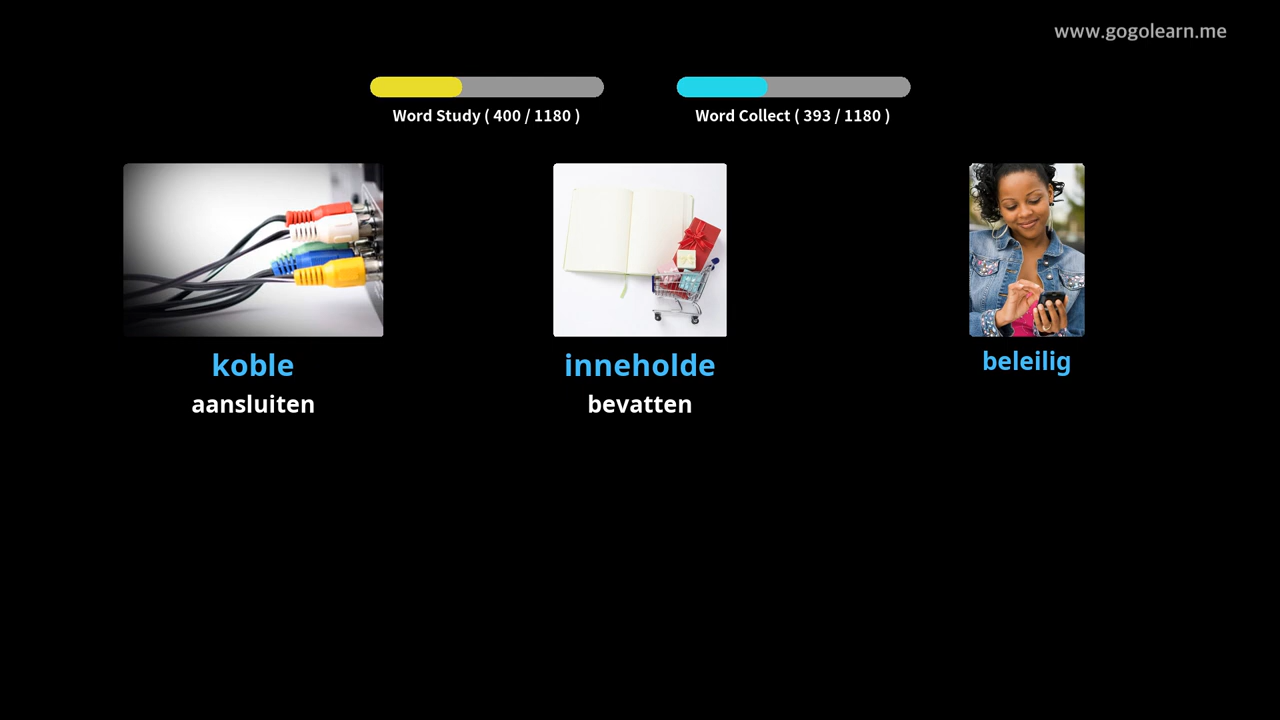 www.gogolearn.me
Word Study ( 400 / 1180 )
Word Collect ( 393 / 1180 )
koble
inneholde
beleilig
aansluiten
bevatten